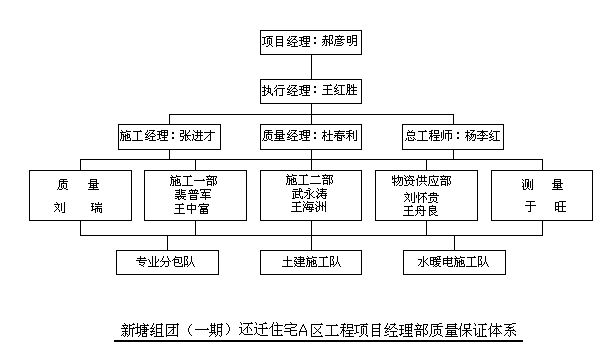 项目经理：郝彦明
执行经理：王红胜
施工经理：张进才
质量经理：杜春利
总工程师：杨李红
质 量
刘 瑞
施工一部
裴普军
王中富
施工二部
武永涛
王海洲
物资供应部
刘怀贵
王舟良
测 量
于 旺
专业分包队
土建施工队
水暖电施工队
新塘组团（一期）还迁住宅A区工程项目经理部质量保证体系